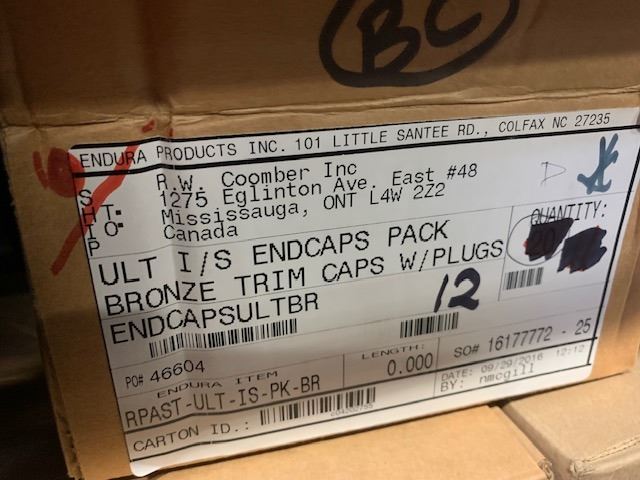 BC
ENDURA PRODUCTS INC. 101 LITTLE SANTEE RD., COLFAX NC 27235
SHIP TO:
R.W. Coomber Inc
1275 Eglinton Ave. East #48
Mississauga, ONT L4W 2Z2
Canada
D
QUANTITY:
20
ULT I/S ENDCAPS PACK
BRONZE TRIM CAPS W/PLUGS
ENDCAPSULTBR
12
PO# 46604
LENGTH:
0.000
SO# 16177772 - 25
ENDURA ITEM
RPAST-ULT-IS-PK-BR
DATE: 09/29/2016 12:12
BY: nmcgill
CARTON ID.: